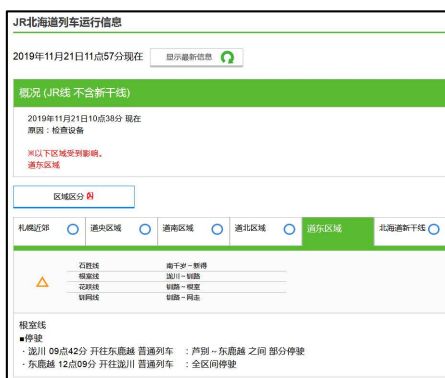 JR北海道列车运行信息
2019年11月21日11点57分现在 显示最新信息
概况 (JR线 不含新干线)
2019年11月21日10点38分 现在
原因：检查设备
※以下区域受到影响。
道东区域
区域区分
札幌近郊 道央区域 道南区域 道北区域 道东区域 北海道新干线
石胜线 南千岁～新得
根室线 泷川～钏路
花咲线 钏路～根室
钏网线 钏路～网走
根室线
■停驶
・泷川 09点42分 开往东鹿越 普通列车 ：芦别～东鹿越 之间 部分停驶
・东鹿越 12点09分 开往泷川 普通列车 ：全区间停驶